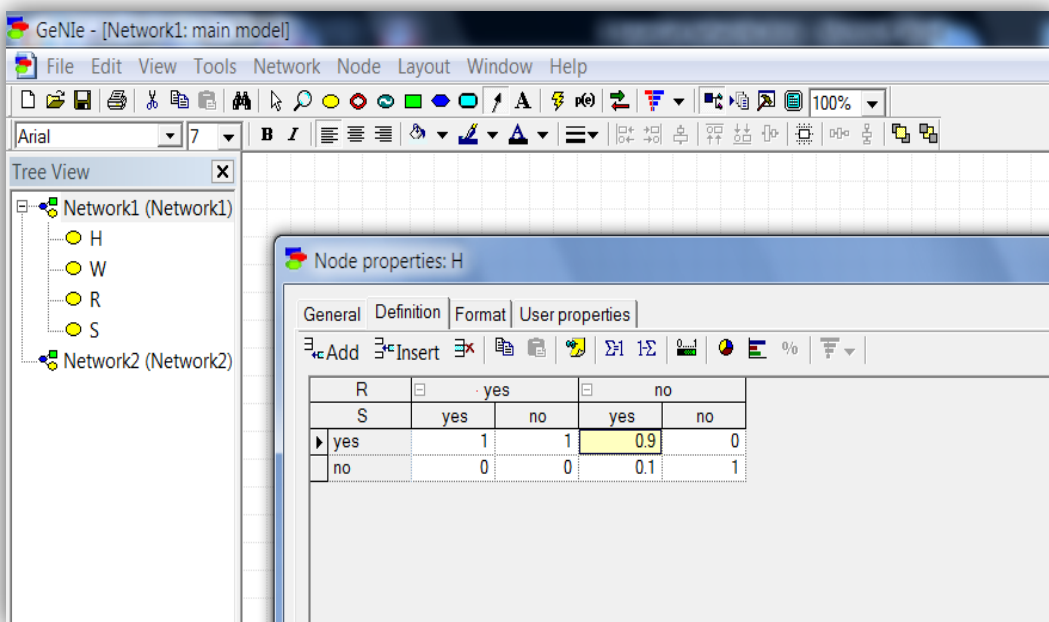 GeNIe - [Network1: main model]
File Edit View Tools Network Node Layout Window Help
A p(e) 100%
Arial 7 B I A
Tree View
Network1 (Network1)
H
W
R
S
Network2 (Network2)
Node properties: H
General Definition Format User properties
Add Insert Σ=1 1-Σ %
R yes no
S yes no yes no
yes 1 1 0.9 0
no 0 0 0.1 1